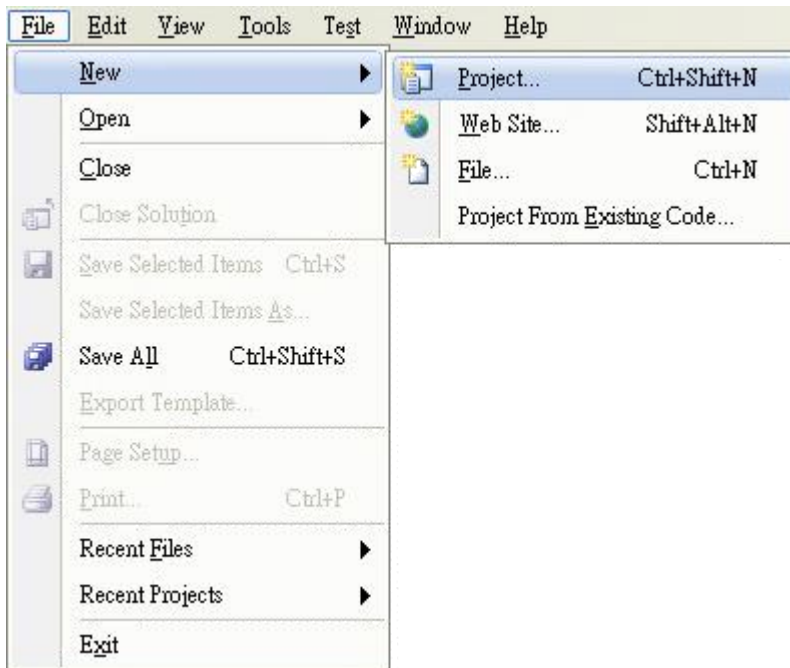 File Edit View Tools Test Window Help
New
Open
Close
Close Solution
Save Selected Items Ctrl+S
Save Selected Items As...
Save All Ctrl+Shift+S
Export Template...
Page Setup...
Print... Ctrl+P
Recent Files
Recent Projects
Exit
Project... Ctrl+Shift+N
Web Site... Shift+Alt+N
File... Ctrl+N
Project From Existing Code...